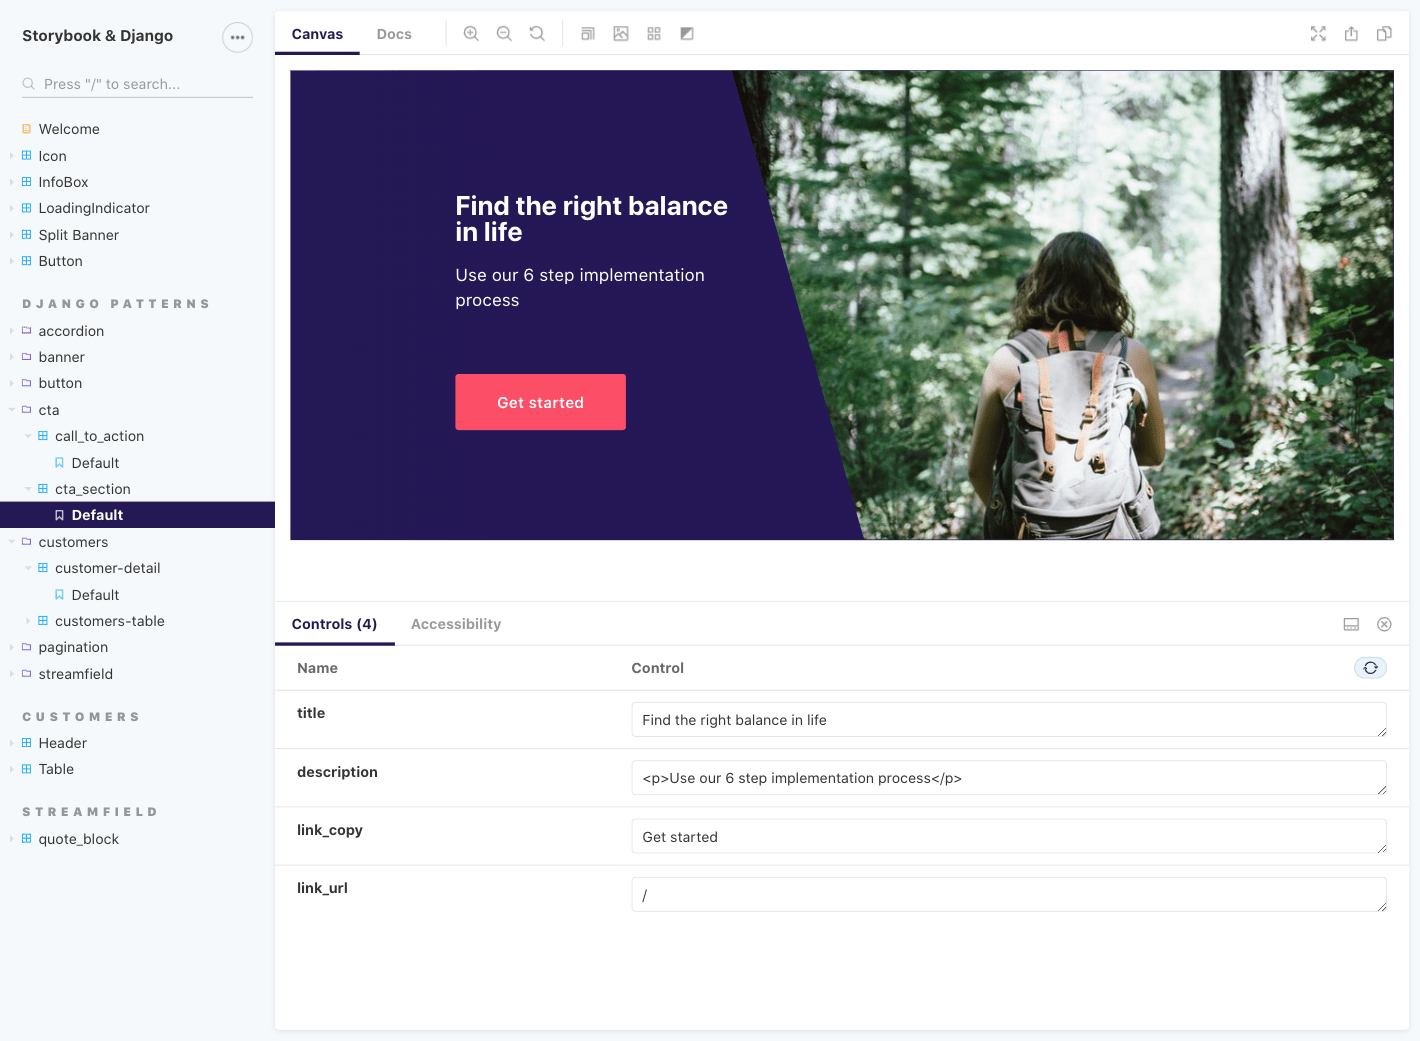 Storybook & Django
Press "/" to search...
Welcome
Icon
InfoBox
LoadingIndicator
Split Banner
Button
DJANGO PATTERNS
accordion
banner
button
cta
call_to_action
Default
cta_section
Default
customers
customer-detail
Default
customers-table
pagination
streamfield
CUSTOMERS
Header
Table
STREAMFIELD
quote_block
Canvas
Docs
Find the right balance
in life
Use our 6 step implementation
process
Get started
Controls (4)
Accessibility
Name
Control
title
Find the right balance in life
description
<p>Use our 6 step implementation process</p>
link_copy
Get started
link_url
/